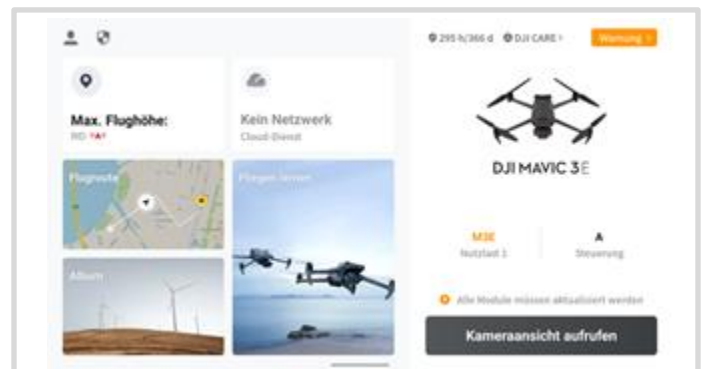 295 h/366 d DJI CARE > Warnung >
Max. Flughöhe:
Kein Netzwerk
Cloud-Dienst
DJI MAVIC 3E
Flugroute
Fliegen lernen
M3E
Nutzlast 1
A
Steuerung
Album
Alle Module müssen aktualisiert werden
Kameraansicht aufrufen